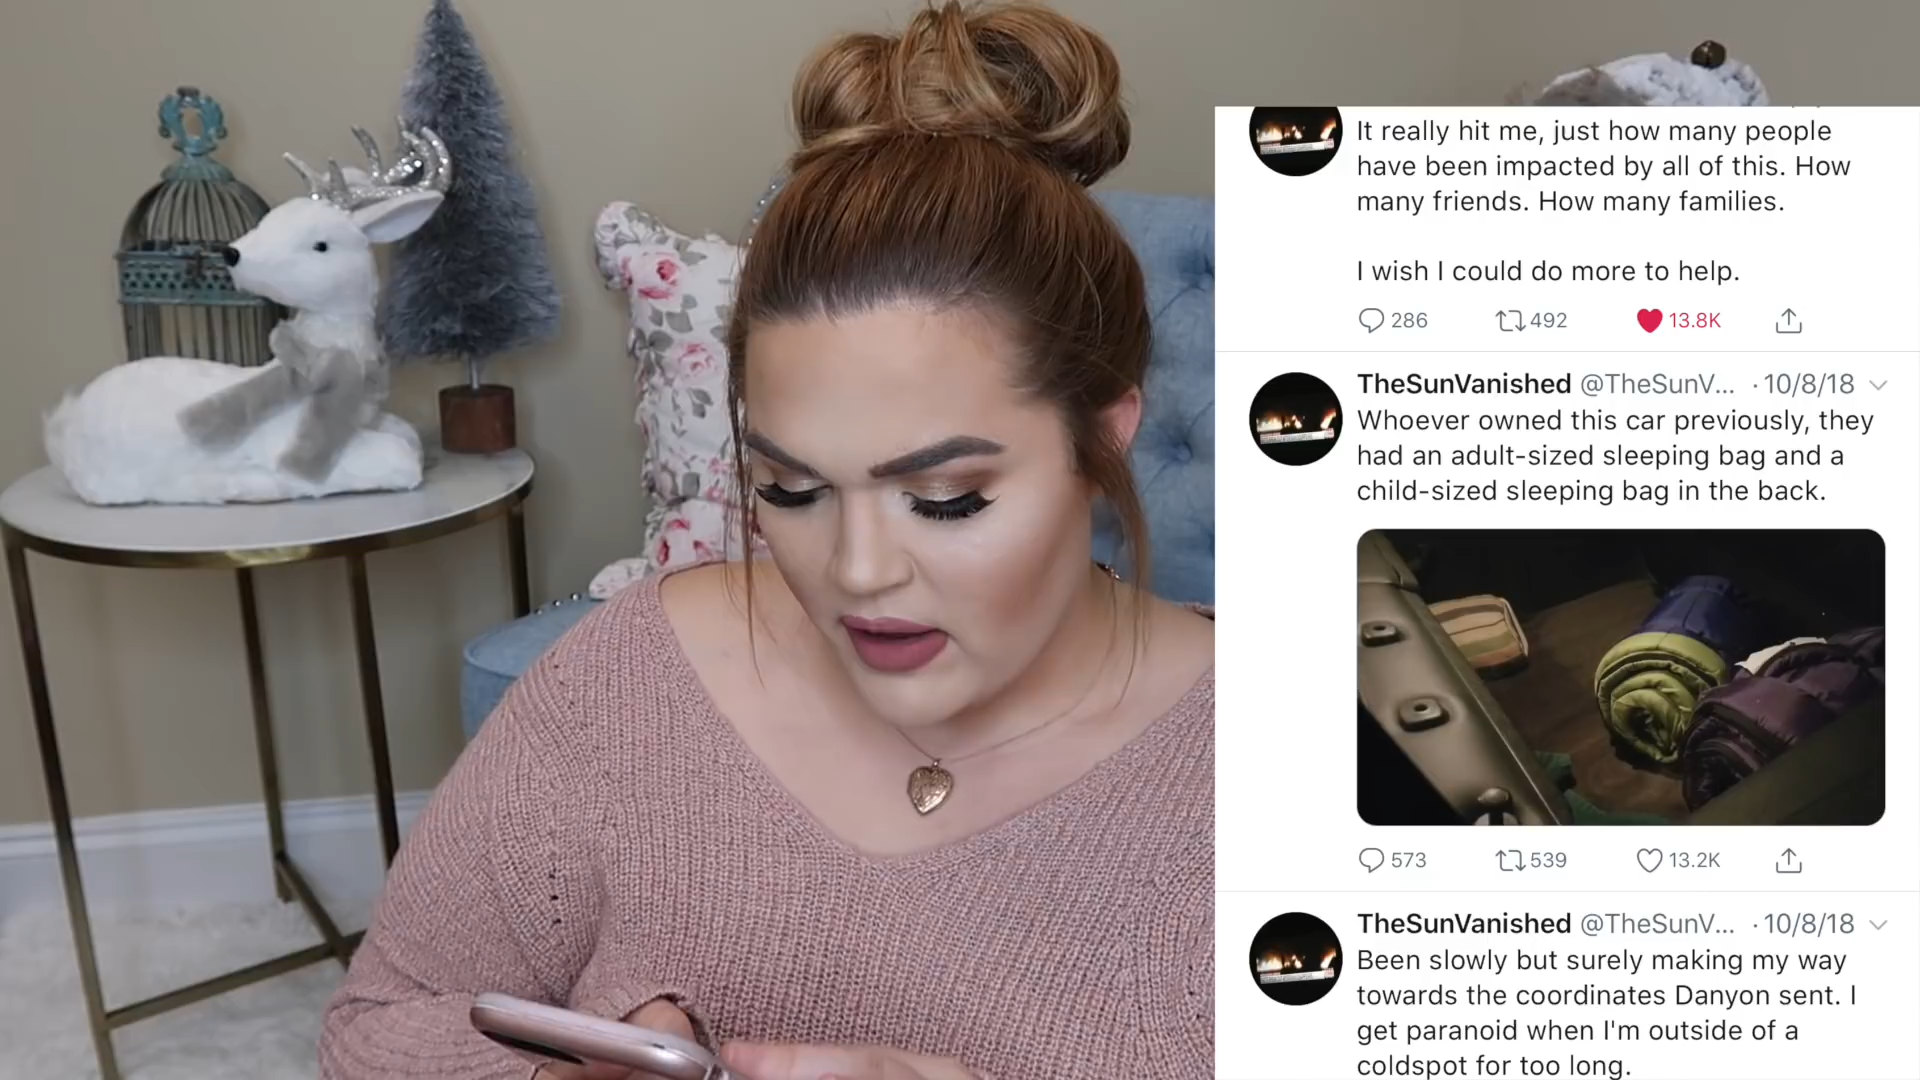 It really hit me, just how many people
have been impacted by all of this. How
many friends. How many families.
I wish I could do more to help.
286 492 13.8K
TheSunVanished @TheSunV... · 10/8/18
Whoever owned this car previously, they
had an adult-sized sleeping bag and a
child-sized sleeping bag in the back.
573 539 13.2K
TheSunVanished @TheSunV... · 10/8/18
Been slowly but surely making my way
towards the coordinates Danyon sent. I
get paranoid when I'm outside of a
coldspot for too long.